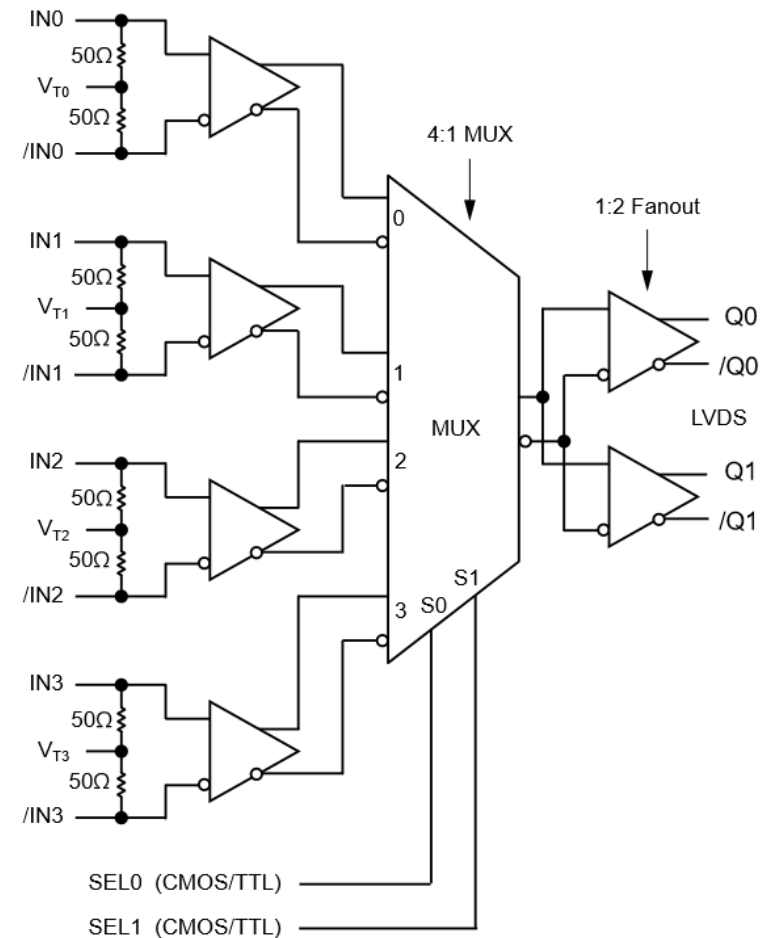 IN0
50Ω
VT0
50Ω
/IN0
IN1
50Ω
VT1
50Ω
/IN1
IN2
50Ω
VT2
50Ω
/IN2
IN3
50Ω
VT3
50Ω
/IN3
4:1 MUX
0
1
2
3
MUX
S0
S1
1:2 Fanout
Q0
/Q0
LVDS
Q1
/Q1
SEL0 (CMOS/TTL)
SEL1 (CMOS/TTL)